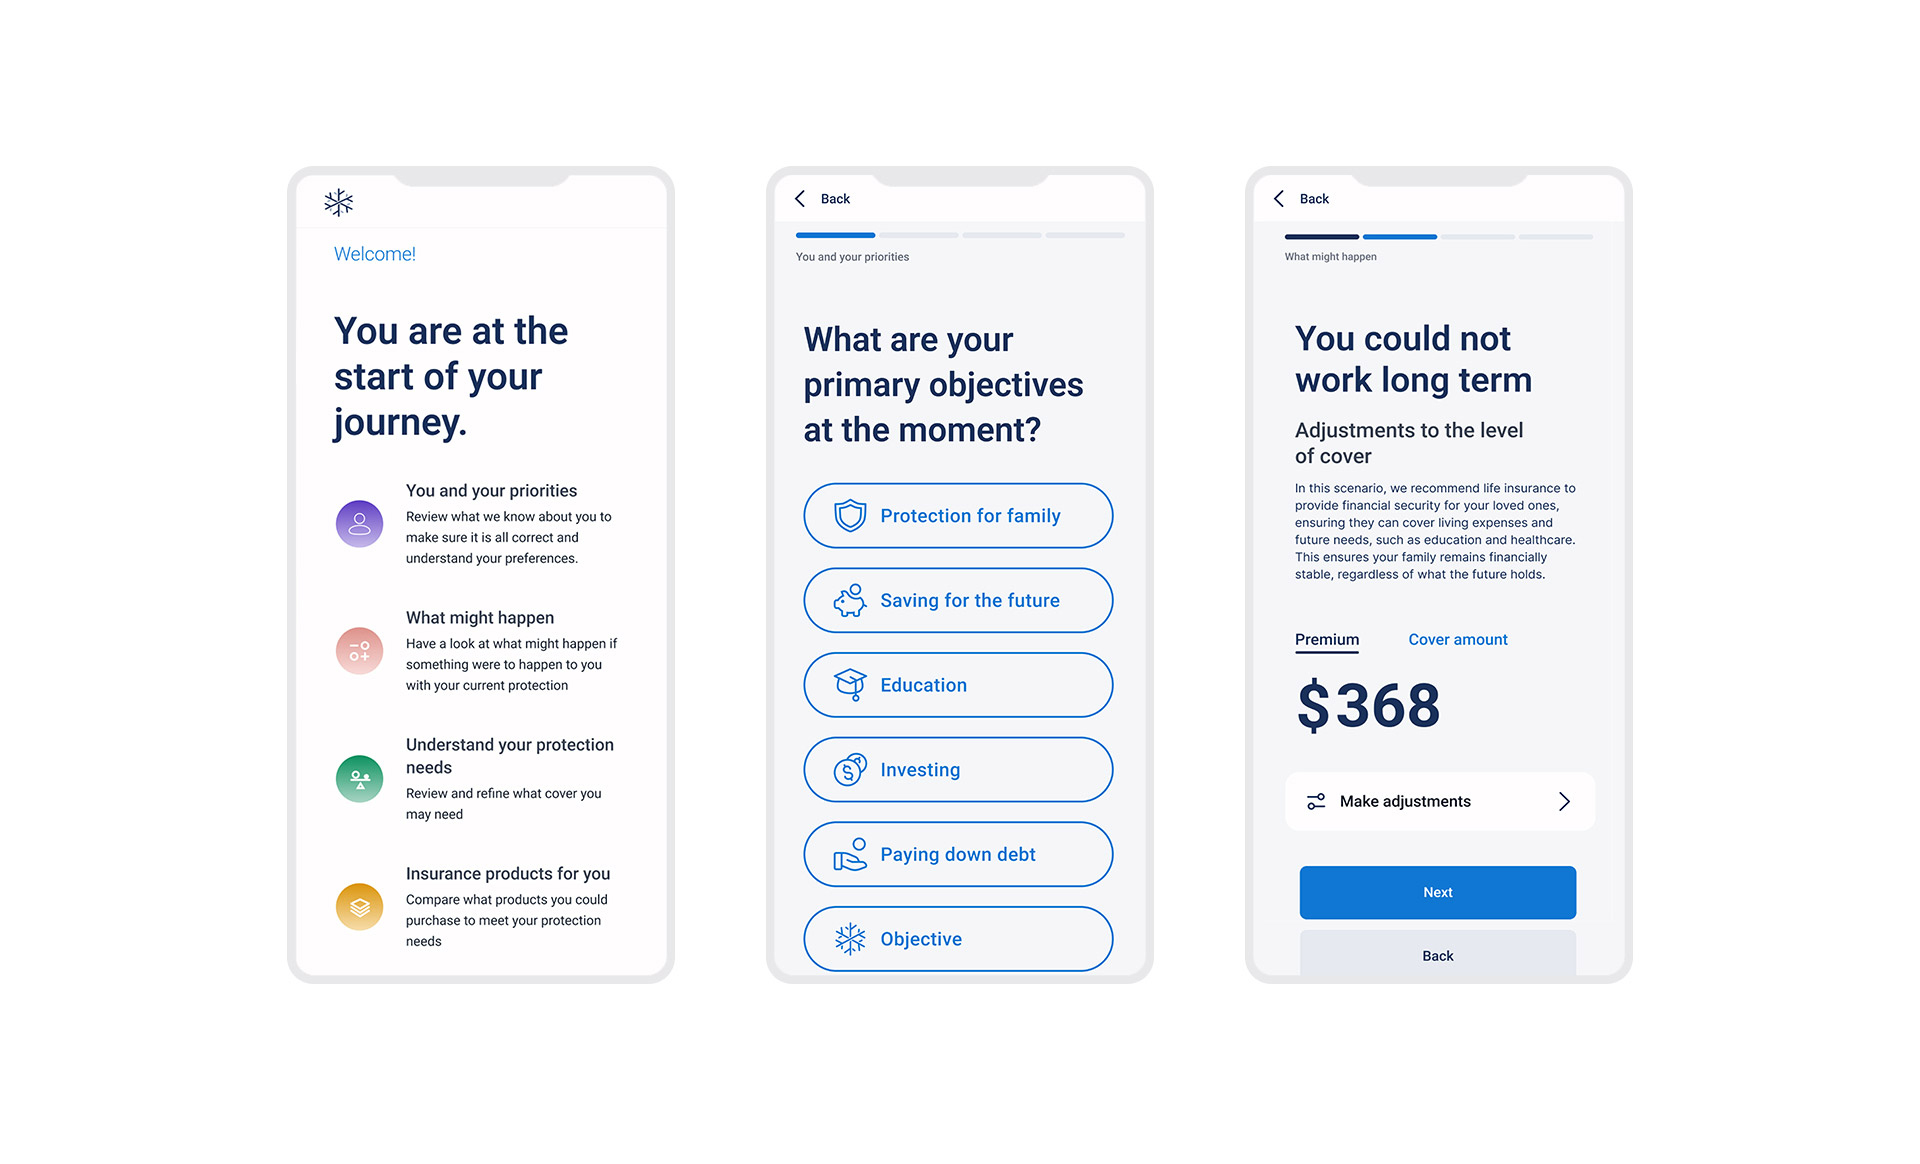 Welcome!
You are at the
start of your
journey.
You and your priorities
Review what we know about you to
make sure it is all correct and
understand your preferences.
What might happen
Have a look at what might happen if
something were to happen to you
with your current protection
Understand your protection
needs
Review and refine what cover you
may need
Insurance products for you
Compare what products you could
purchase to meet your protection
needs
Back
You and your priorities
What are your
primary objectives
at the moment?
Protection for family
Saving for the future
Education
Investing
Paying down debt
Objective
Back
What might happen
You could not
work long term
Adjustments to the level
of cover
In this scenario, we recommend life insurance to
provide financial security for your loved ones,
ensuring they can cover living expenses and
future needs, such as education and healthcare.
This ensures your family remains financially
stable, regardless of what the future holds.
Premium Cover amount
$368
Make adjustments
Next
Back